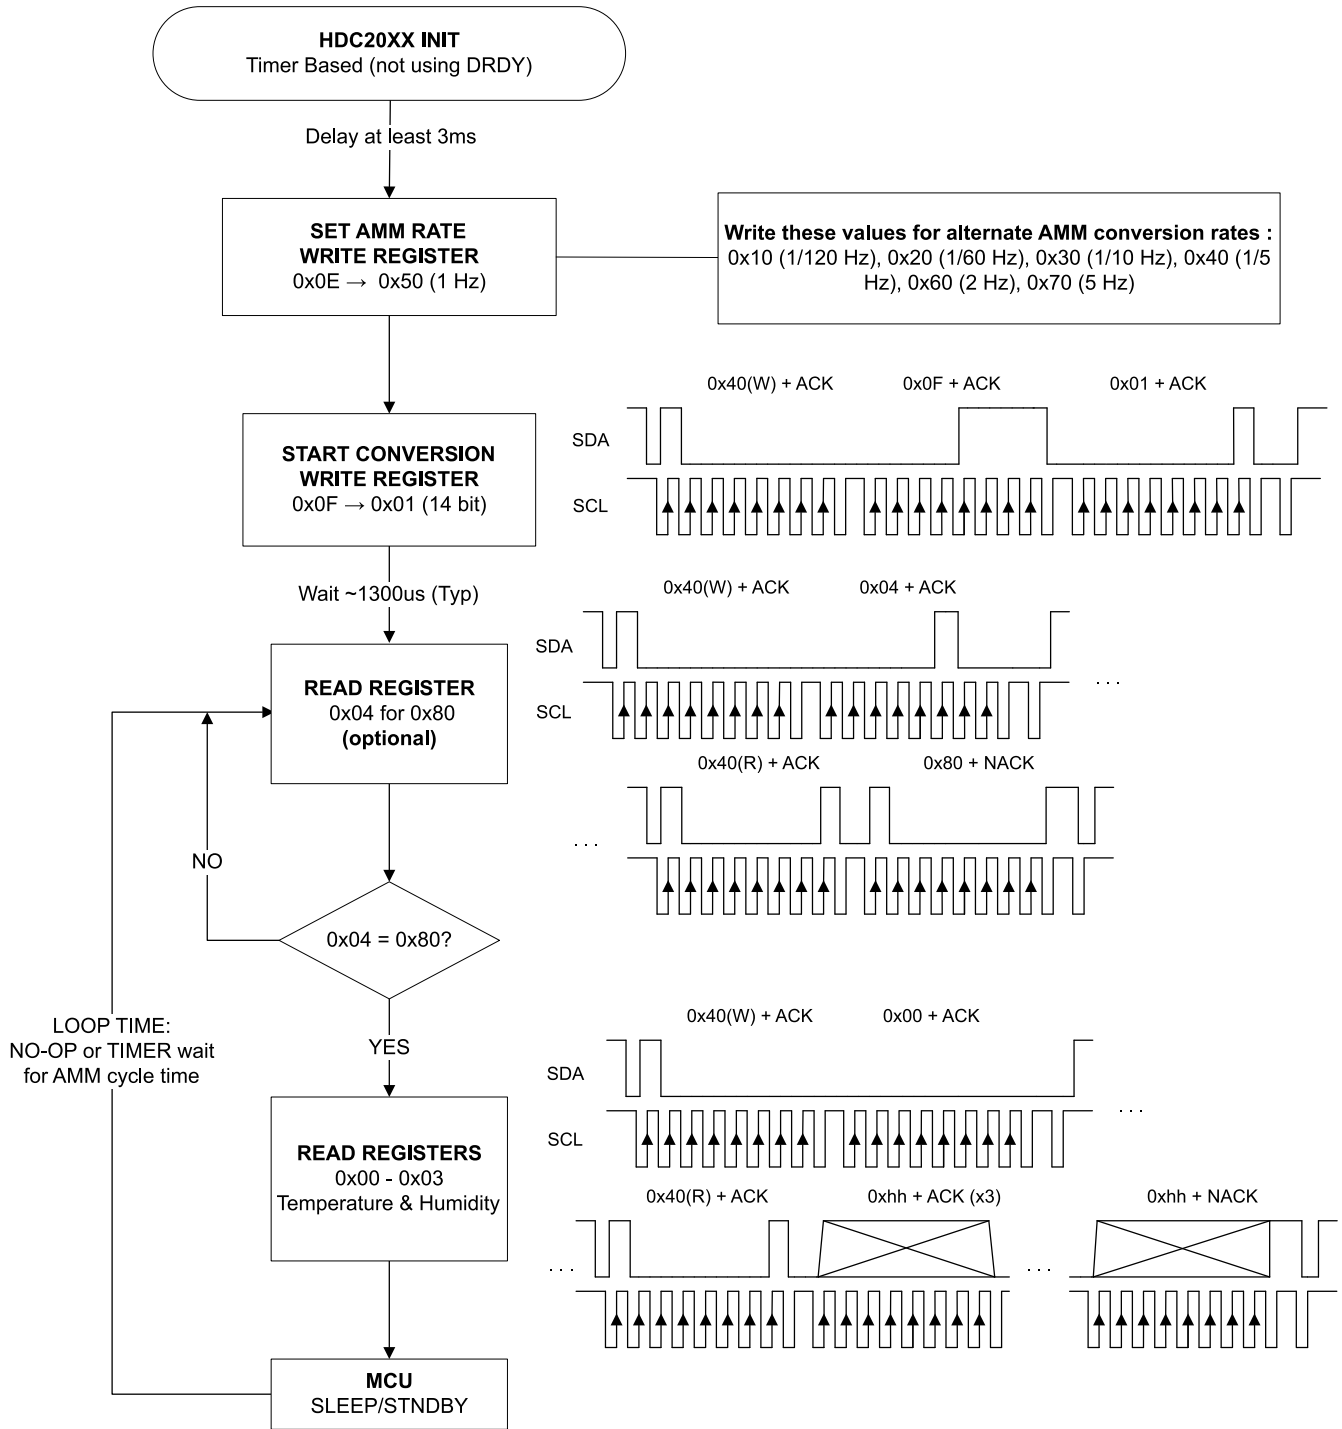 HDC20XX INIT
Timer Based (not using DRDY)
Delay at least 3ms
SET AMM RATE
WRITE REGISTER
0x0E → 0x50 (1 Hz)
Write these values for alternate AMM conversion rates :
0x10 (1/120 Hz), 0x20 (1/60 Hz), 0x30 (1/10 Hz), 0x40 (1/5
Hz), 0x60 (2 Hz), 0x70 (5 Hz)
0x40(W) + ACK 0x0F + ACK 0x01 + ACK
SDA
SCL
START CONVERSION
WRITE REGISTER
0x0F → 0x01 (14 bit)
Wait ~1300us (Typ)
0x40(W) + ACK 0x04 + ACK
SDA
SCL
. . .
READ REGISTER
0x04 for 0x80
(optional)
0x40(R) + ACK 0x80 + NACK
. . .
NO
0x04 = 0x80?
YES
LOOP TIME:
NO-OP or TIMER wait
for AMM cycle time
0x40(W) + ACK 0x00 + ACK
SDA
SCL
. . .
READ REGISTERS
0x00 - 0x03
Temperature & Humidity
0x40(R) + ACK 0xhh + ACK (x3) 0xhh + NACK
. . . . . .
MCU
SLEEP/STNDBY